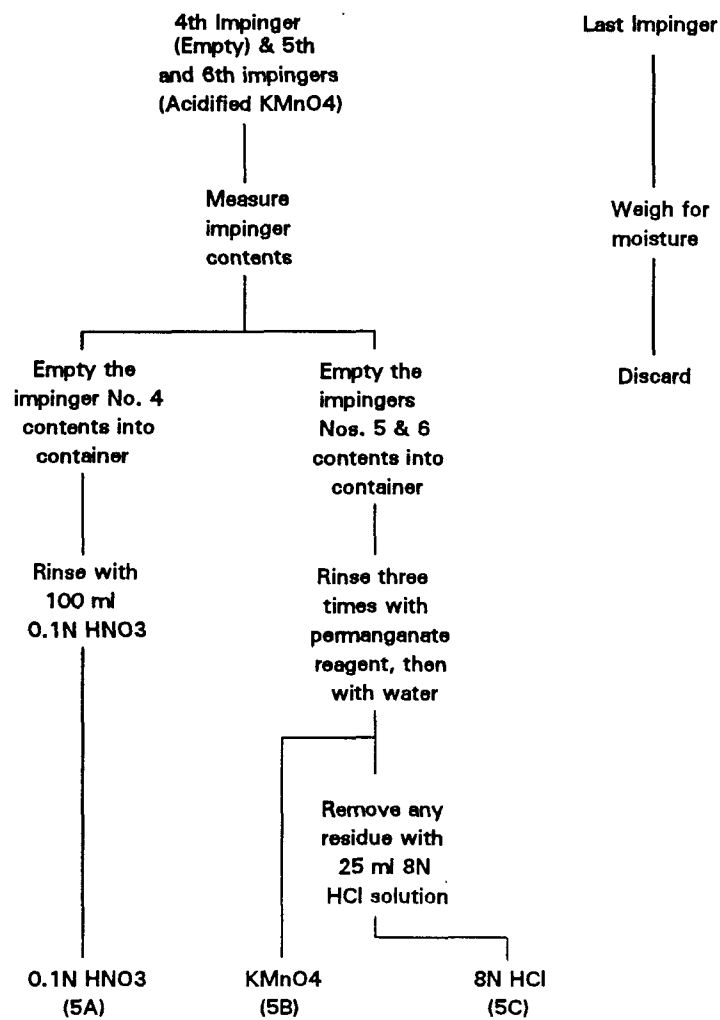 4th Impinger
(Empty) & 5th
and 6th impingers
(Acidified KMnO4)
Last Impinger
Measure
impinger
contents
Weigh for
moisture
Empty the
impinger No. 4
contents into
container
Empty the
impingers
Nos. 5 & 6
contents into
container
Discard
Rinse with
100 ml
0.1N HNO3
Rinse three
times with
permanganate
reagent, then
with water
Remove any
residue with
25 ml 8N
HCl solution
0.1N HNO3
(5A)
KMnO4
(5B)
8N HCl
(5C)